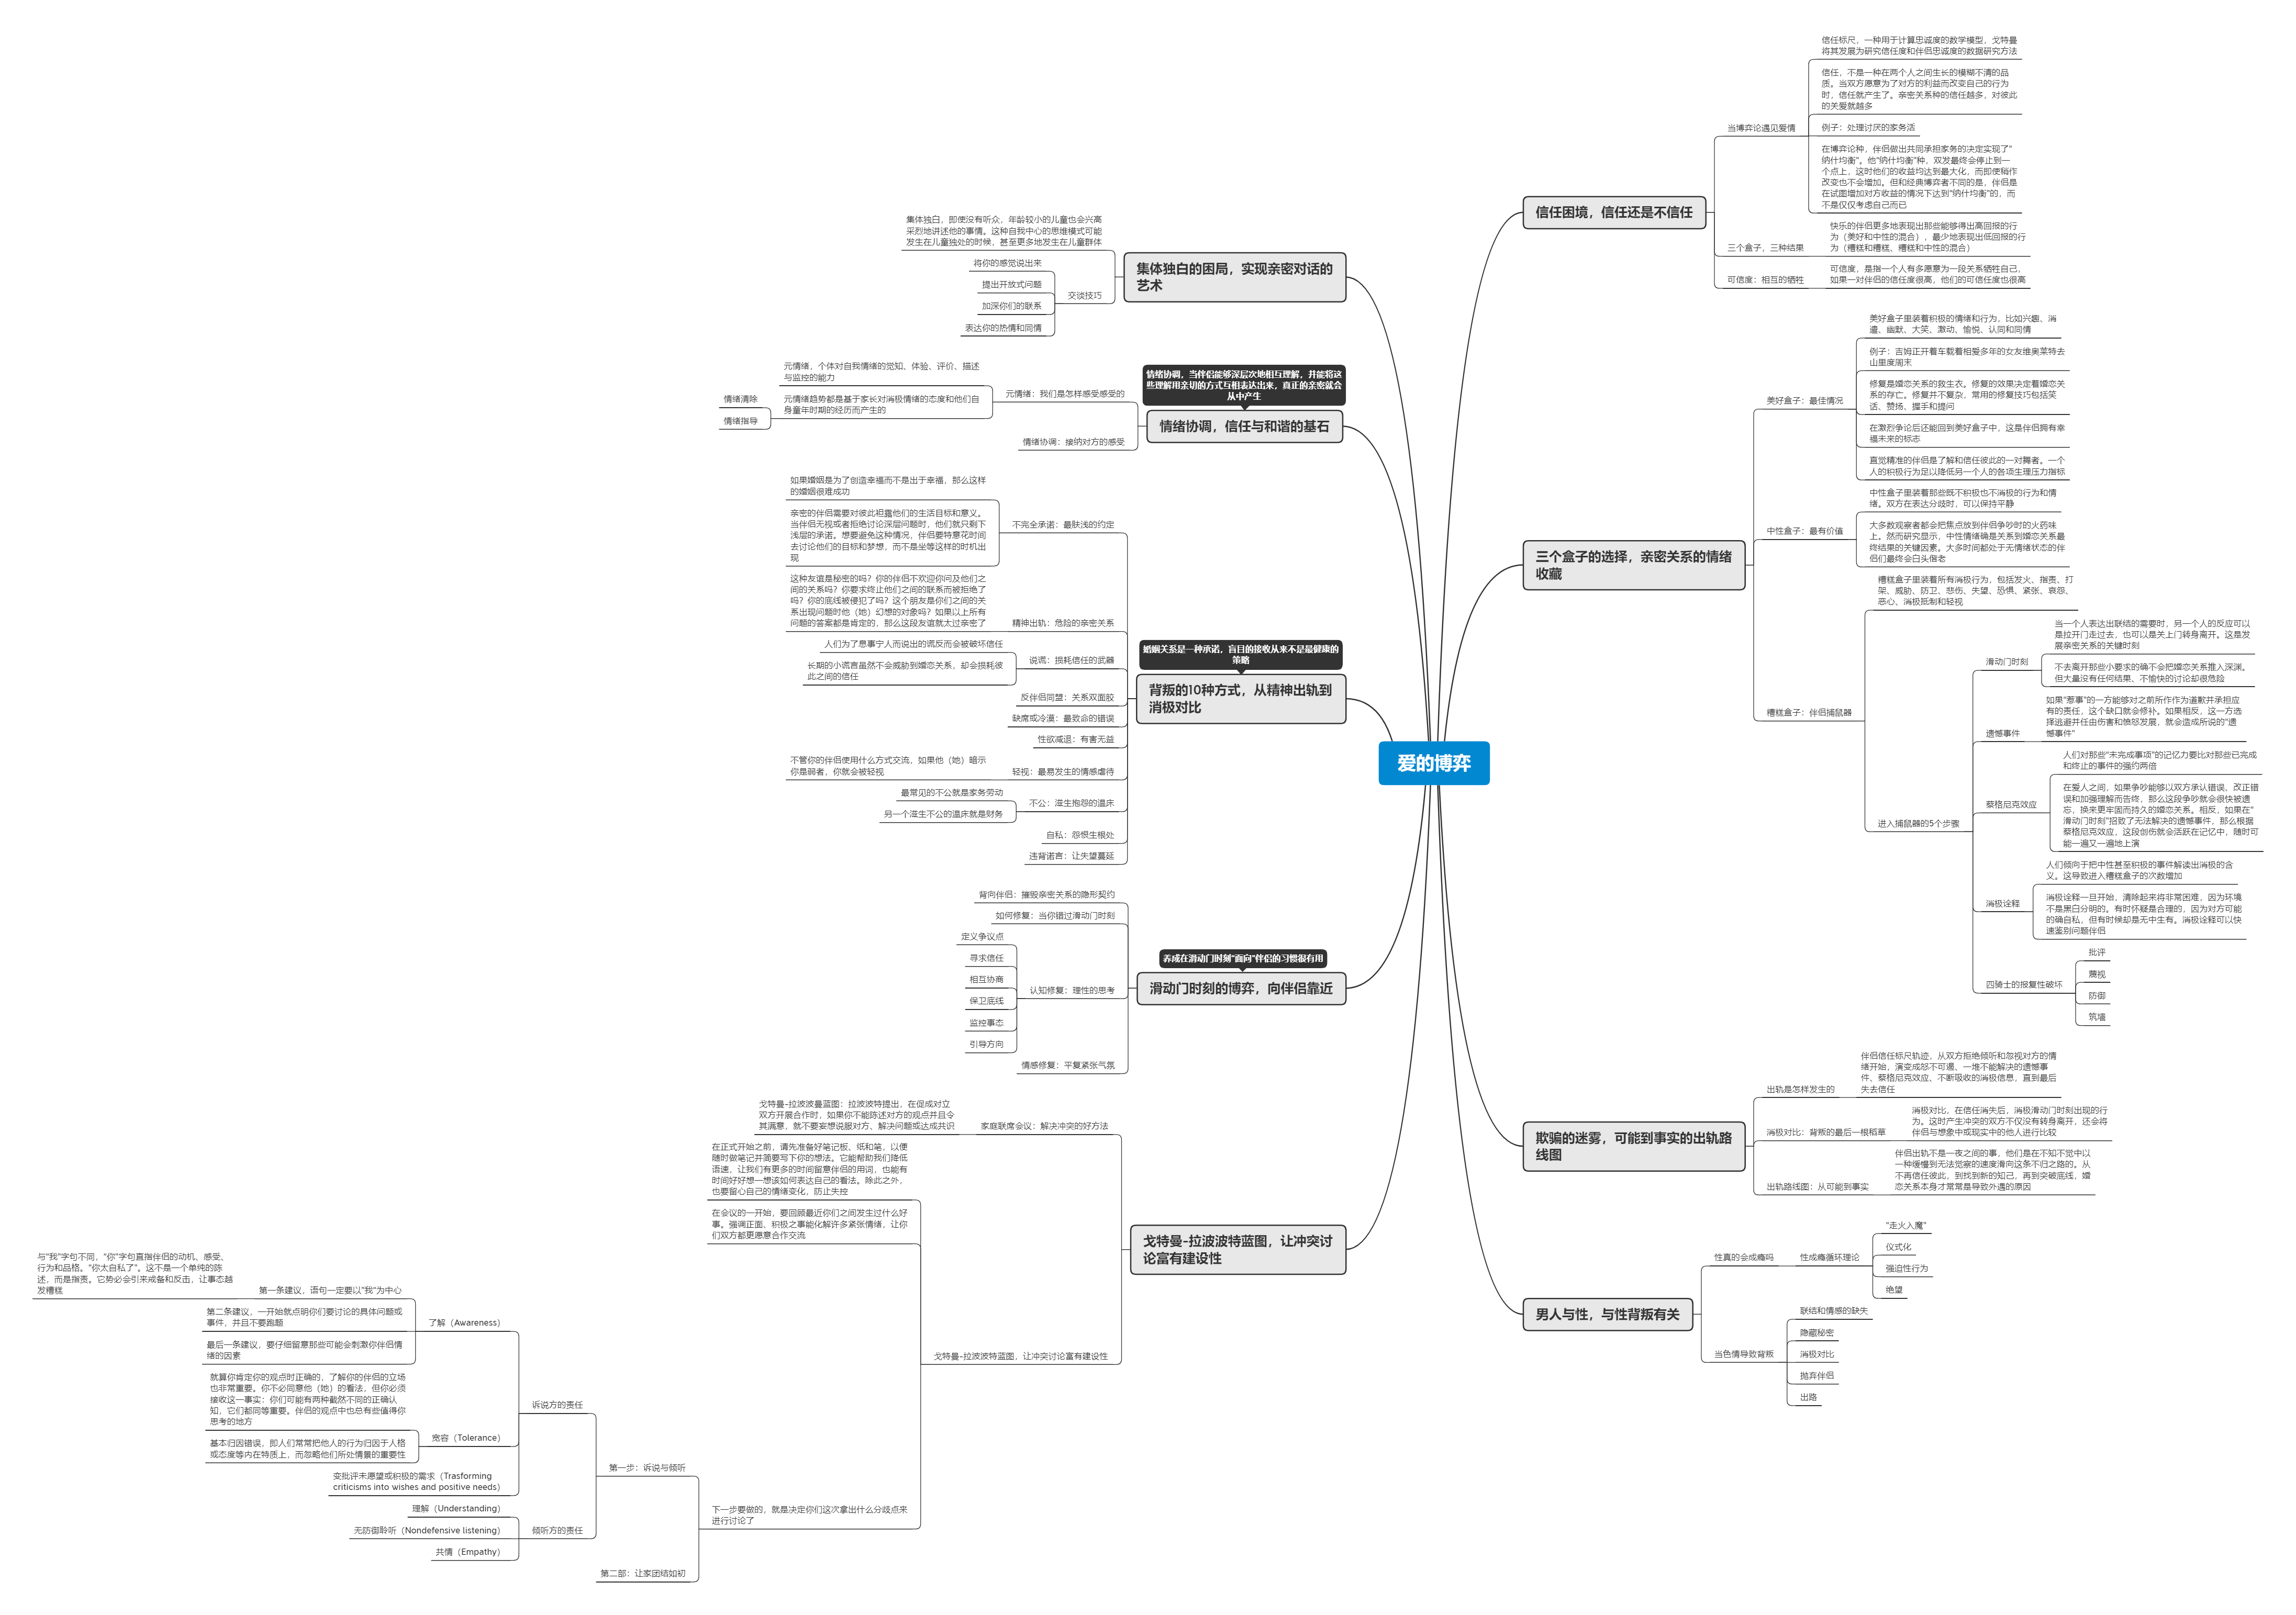 爱的博弈
信任困境，信任还是不信任
当博弈论遇见爱情
信任标尺，一种用于计算忠诚度的数学模型，戈特曼
将其发展为研究信任度和伴侣忠诚度的数据研究方法
信任，不是一种在两个人之间生长的模糊不清的品
质。当双方愿意为了对方的利益而改变自己的行为
时，信任就产生了。亲密关系种的信任越多，对彼此
的关爱就越多
例子：处理讨厌的家务活
在博弈论种，伴侣做出共同承担家务的决定实现了“
纳什均衡”。他“纳什均衡”种，双发最终会停止到一
个点上，这时他们的收益均达到最大化，而即使稍作
改变也不会增加。但和经典博弈者不同的是，伴侣是
在试图增加对方收益的情况下达到“纳什均衡”的，而
不是仅仅考虑自己而已
三个盒子，三种结果
快乐的伴侣更多地表现出那些能够得出高回报的行
为（美好和中性的混合），最少地表现出低回报的行
为（糟糕和糟糕、糟糕和中性的混合）
可信度：相互的牺牲
可信度，是指一个人有多愿意为一段关系牺牲自己，
如果一对伴侣的信任度很高，他们的可信任度也很高
三个盒子的选择，亲密关系的情绪
收藏
美好盒子：最佳情况
美好盒子里装着积极的情绪和行为，比如兴趣、消
遣、幽默、大笑、激动、愉悦、认同和同情
例子：吉姆正开着车载着相爱多年的女友维奥莱特去
山里度周末
修复是婚恋关系的救生衣。修复的效果决定着婚恋关
系的存亡。修复并不复杂，常用的修复技巧包括笑
话、赞扬、握手和提问
在激烈争论后还能回到美好盒子中，这是伴侣拥有幸
福未来的标志
直觉精准的伴侣是了解和信任彼此的一对舞者。一个
人的积极行为足以降低另一个人的各项生理压力指标
中性盒子：最有价值
中性盒子里装着那些既不积极也不消极的行为和情
绪。双方在表达分歧时，可以保持平静
大多数观察者都会把焦点放到伴侣争吵时的火药味
上。然而研究显示，中性情绪确是关系到婚恋关系最
终结果的关键因素。大多时间都处于无情绪状态的伴
侣们最终会白头偕老
糟糕盒子：伴侣捕鼠器
糟糕盒子里装着所有消极行为，包括发火、指责、打
架、威胁、防卫、悲伤、失望、恐惧、紧张、哀怨、
恶心、消极抵制和轻视
进入捕鼠器的5个步骤
滑动门时刻
当一个人表达出联结的需要时，另一个人的反应可以
是拉开门走过去，也可以是关上门转身离开。这是发
展亲密关系的关键时刻
不去离开那些小要求的确不会把婚恋关系推入深渊。
但大量没有任何结果、不愉快的讨论却很危险
遗憾事件
如果“惹事”的一方能够对之前所作作为道歉并承担应
有的责任，这个缺口就会修补。如果相反，这一方选
择逃避并任由伤害和愤怒发展，就会造成所说的“遗
憾事件”
蔡格尼克效应
人们对那些“未完成事项”的记忆力要比对那些已完成
和终止的事件的强约两倍
在爱人之间，如果争吵能够以双方承认错误、改正错
误和加强理解而告终，那么这段争吵就会很快被遗
忘，换来更牢固而持久的婚恋关系。相反，如果在“
滑动门时刻”招致了无法解决的遗憾事件，那么根据
蔡格尼克效应，这段创伤就会活跃在记忆中，随时可
能一遍又一遍地上演
消极诠释
人们倾向于把中性甚至积极的事件解读出消极的含
义。这导致进入糟糕盒子的次数增加
消极诠释一旦开始，清除起来将非常困难，因为环境
不是黑白分明的。有时怀疑是合理的，因为对方可能
的确自私，但有时候却是无中生有。消极诠释可以快
速鉴别问题伴侣
四骑士的报复性破坏
批评
蔑视
防御
筑墙
欺骗的迷雾，可能到事实的出轨路
线图
出轨是怎样发生的
伴侣信任标尺轨迹，从双方拒绝倾听和忽视对方的情
绪开始，演变成怒不可遏、一堆不能解决的遗憾事
件、蔡格尼克效应、不断吸收的消极信息，直到最后
失去信任
消极对比：背叛的最后一根稻草
消极对比，在信任消失后，消极滑动门时刻出现的行
为。这时产生冲突的双方不仅没有转身离开，还会将
伴侣与想象中或现实中的他人进行比较
出轨路线图：从可能到事实
伴侣出轨不是一夜之间的事，他们是在不知不觉中以
一种缓慢到无法觉察的速度滑向这条不归之路的。从
不再信任彼此，到找到新的知己，再到突破底线，婚
恋关系本身才常常是导致外遇的原因
男人与性，与性背叛有关
性真的会成瘾吗
性成瘾循环理论
“走火入魔”
仪式化
强迫性行为
绝望
当色情导致背叛
联结和情感的缺失
隐藏秘密
消极对比
抛弃伴侣
出路
集体独白的困局，实现亲密对话的
艺术
集体独白，即使没有听众，年龄较小的儿童也会兴高
采烈地讲述他的事情。这种自我中心的思维模式可能
发生在儿童独处的时候，甚至更多地发生在儿童群体
交谈技巧
将你的感觉说出来
提出开放式问题
加深你们的联系
表达你的热情和同情
情绪协调，当伴侣能够深层次地相互理解，并能将这
些理解用亲切的方式互相表达出来，真正的亲密就会
从中产生
情绪协调，信任与和谐的基石
元情绪：我们是怎样感受感受的
元情绪，个体对自我情绪的觉知、体验、评价、描述
与监控的能力
元情绪趋势都是基于家长对消极情绪的态度和他们自
身童年时期的经历而产生的
情绪清除
情绪指导
情绪协调：接纳对方的感受
婚姻关系是一种承诺，盲目的接收从来不是最健康的
策略
背叛的10种方式，从精神出轨到
消极对比
不完全承诺：最肤浅的约定
如果婚姻是为了创造幸福而不是出于幸福，那么这样
的婚姻很难成功
亲密的伴侣需要对彼此袒露他们的生活目标和意义。
当伴侣无视或者拒绝讨论深层问题时，他们就只剩下
浅层的承诺。想要避免这种情况，伴侣要特意花时间
去讨论他们的目标和梦想，而不是坐等这样的时机出
现
精神出轨：危险的亲密关系
这种友谊是秘密的吗？你的伴侣不欢迎你问及他们之
间的关系吗？你要求终止他们之间的联系而被拒绝了
吗？你的底线被侵犯了吗？这个朋友是你们之间的关
系出现问题时他（她）幻想的对象吗？如果以上所有
问题的答案都是肯定的，那么这段友谊就太过亲密了
说谎：损耗信任的武器
人们为了息事宁人而说出的谎反而会被破坏信任
长期的小谎言虽然不会威胁到婚恋关系，却会损耗彼
此之间的信任
反伴侣同盟：关系双面胶
缺席或冷漠：最致命的错误
性欲减退：有害无益
轻视：最易发生的情感虐待
不管你的伴侣使用什么方式交流，如果他（她）暗示
你是弱者，你就会被轻视
不公：滋生抱怨的温床
最常见的不公就是家务劳动
另一个滋生不公的温床就是财务
自私：怨恨生根处
违背诺言：让失望蔓延
养成在滑动门时刻“面向”伴侣的习惯很有用
滑动门时刻的博弈，向伴侣靠近
背向伴侣：摧毁亲密关系的隐形契约
如何修复：当你错过滑动门时刻
认知修复：理性的思考
定义争议点
寻求信任
相互协商
保卫底线
监控事态
引导方向
情感修复：平复紧张气氛
戈特曼-拉波波特蓝图，让冲突讨
论富有建设性
家庭联席会议：解决冲突的好方法
戈特曼-拉波波曼蓝图：拉波波特提出，在促成对立
双方开展合作时，如果你不能陈述对方的观点并且令
其满意，就不要妄想说服对方、解决问题或达成共识
戈特曼-拉波波特蓝图，让冲突讨论富有建设性
在正式开始之前，请先准备好笔记板、纸和笔，以便
随时做笔记并简要写下你的想法。它能帮助我们降低
语速，让我们有更多的时间留意伴侣的用词，也能有
时间好好想一想该如何表达自己的看法。除此之外，
也要留心自己的情绪变化，防止失控
在会议的一开始，要回顾最近你们之间发生过什么好
事。强调正面、积极之事能化解许多紧张情绪，让你
们双方都更愿意合作交流
下一步要做的，就是决定你们这次拿出什么分歧点来
进行讨论了
第一步：诉说与倾听
诉说方的责任
了解（Awareness）
第一条建议，语句一定要以“我”为中心
与“我”字句不同，“你”字句直指伴侣的动机、感受、
行为和品格。“你太自私了”。这不是一个单纯的陈
述，而是指责。它势必会引来戒备和反击，让事态越
发糟糕
第二条建议，一开始就点明你们要讨论的具体问题或
事件，并且不要跑题
最后一条建议，要仔细留意那些可能会刺激你伴侣情
绪的因素
宽容（Tolerance）
就算你肯定你的观点时正确的，了解你的伴侣的立场
也非常重要。你不必同意他（她）的看法，但你必须
接收这一事实：你们可能有两种截然不同的正确认
知，它们都同等重要。伴侣的观点中也总有些值得你
思考的地方
基本归因错误，即人们常常把他人的行为归因于人格
或态度等内在特质上，而忽略他们所处情景的重要性
变批评未愿望或积极的需求（Trasforming
criticisms into wishes and positive needs）
倾听方的责任
理解（Understanding）
无防御聆听（Nondefensive listening）
共情（Empathy）
第二部：让家团结如初